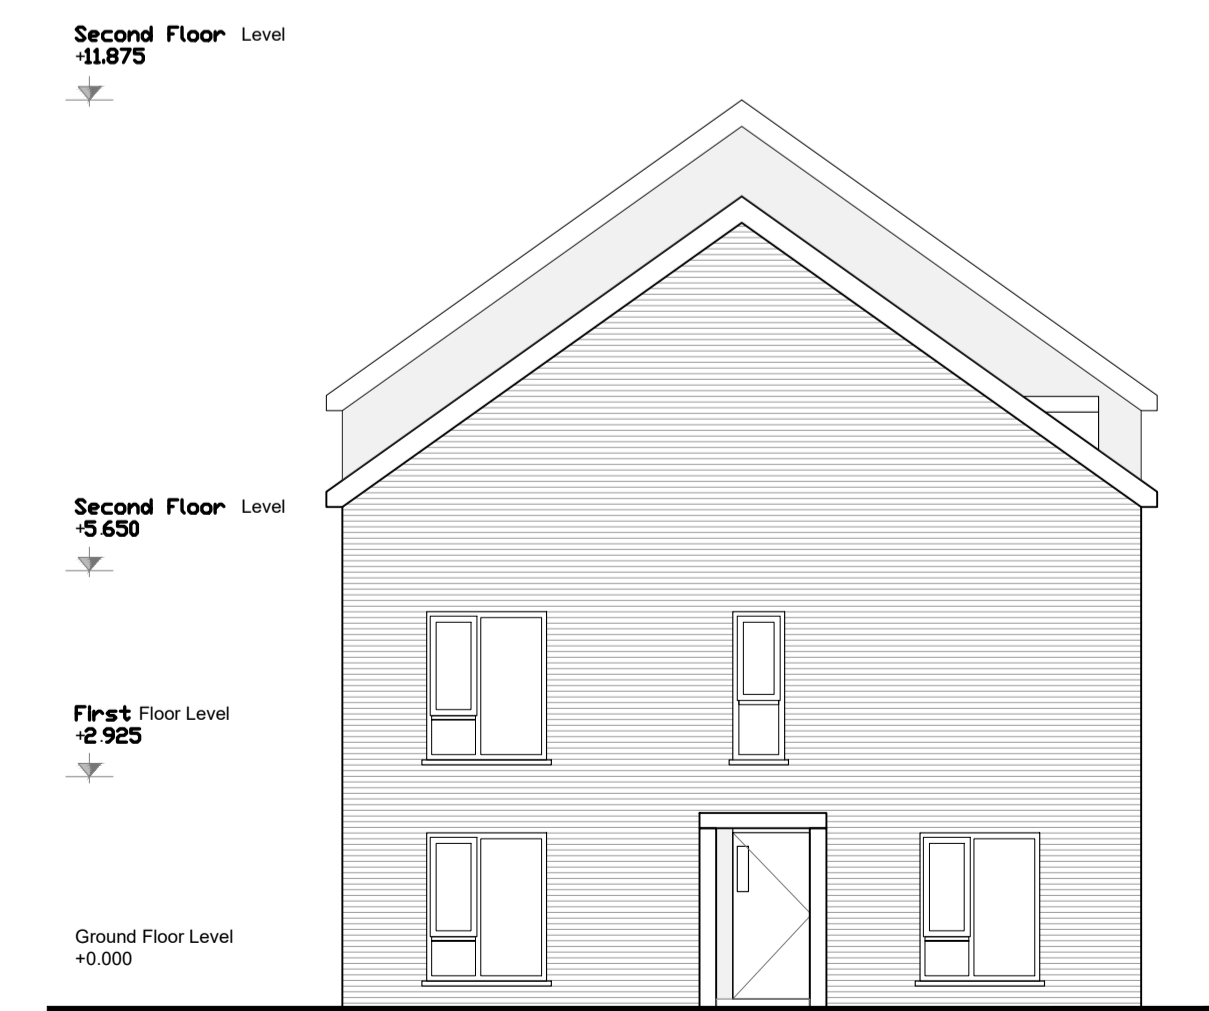 Second Floor Level
+11.875
Second Floor Level
+5.650
First Floor Level
+2.925
Ground Floor Level
+0.000